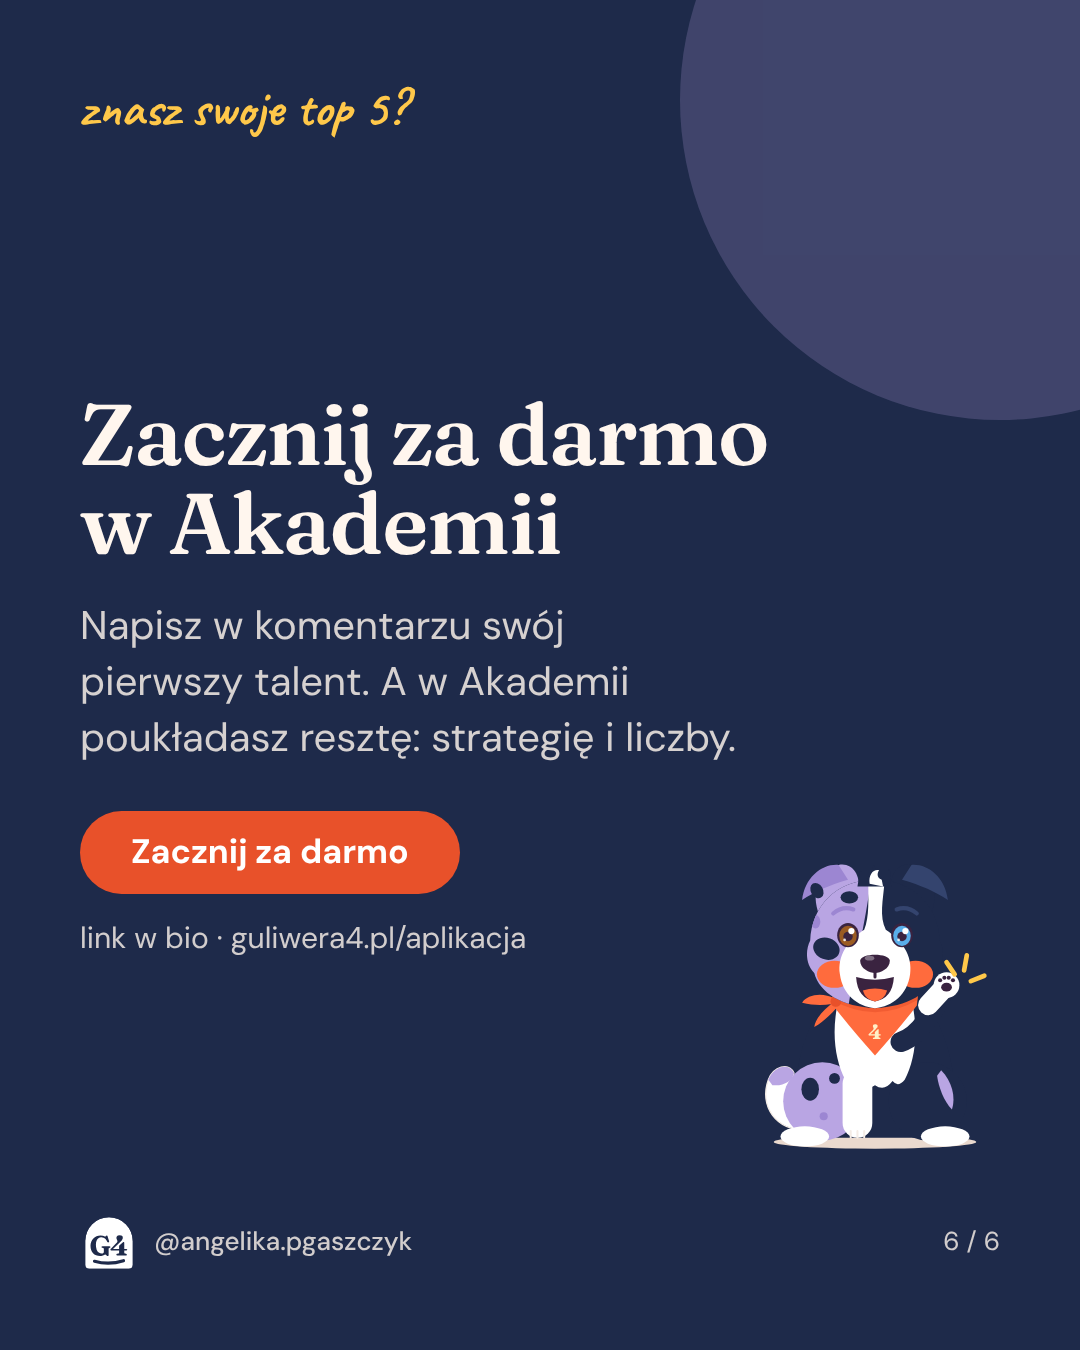 znasz swoje top 5?
Zacznij za darmo
w Akademii
Napisz w komentarzu swój
pierwszy talent. A w Akademii
poukładasz resztę: strategię i liczby.
Zacznij za darmo
link w bio · guliwera4.pl/aplikacja
4
G4
@angelika.pgaszczyk
6 / 6